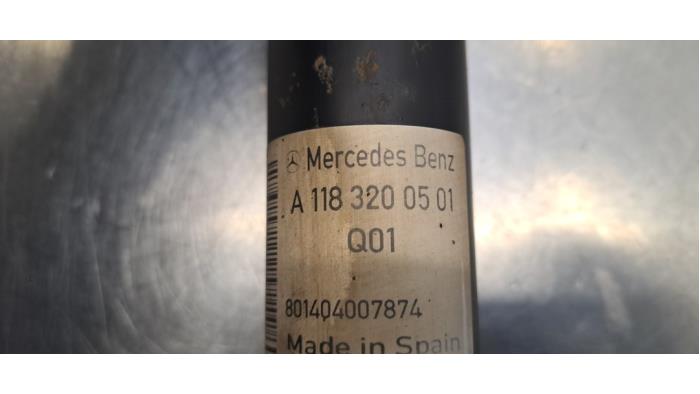 Mercedes Benz
A 118 320 05 01
Q01
801404007874
Made in Spain